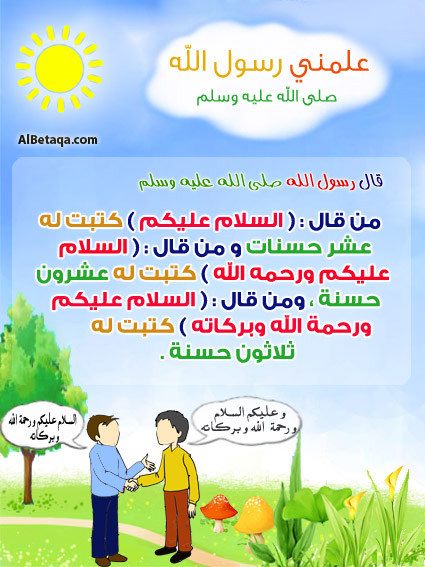 علمني رسول الله
صلى الله عليه وسلم
AlBetaqa.com
قال رسول الله صلى الله عليه وسلم
من قال : ( السلام عليكم ) كتبت له
عشر حسنات و من قال : ( السلام
عليكم ورحمه الله ) كتبت له عشرون
حسنة ، ومن قال : ( السلام عليكم
ورحمة الله وبركاته ) كتبت له
ثلاثون حسنة .
و عليكم السلام
ورحمة الله وبركاته
السلام عليكم ورحمة الله
وبركاته